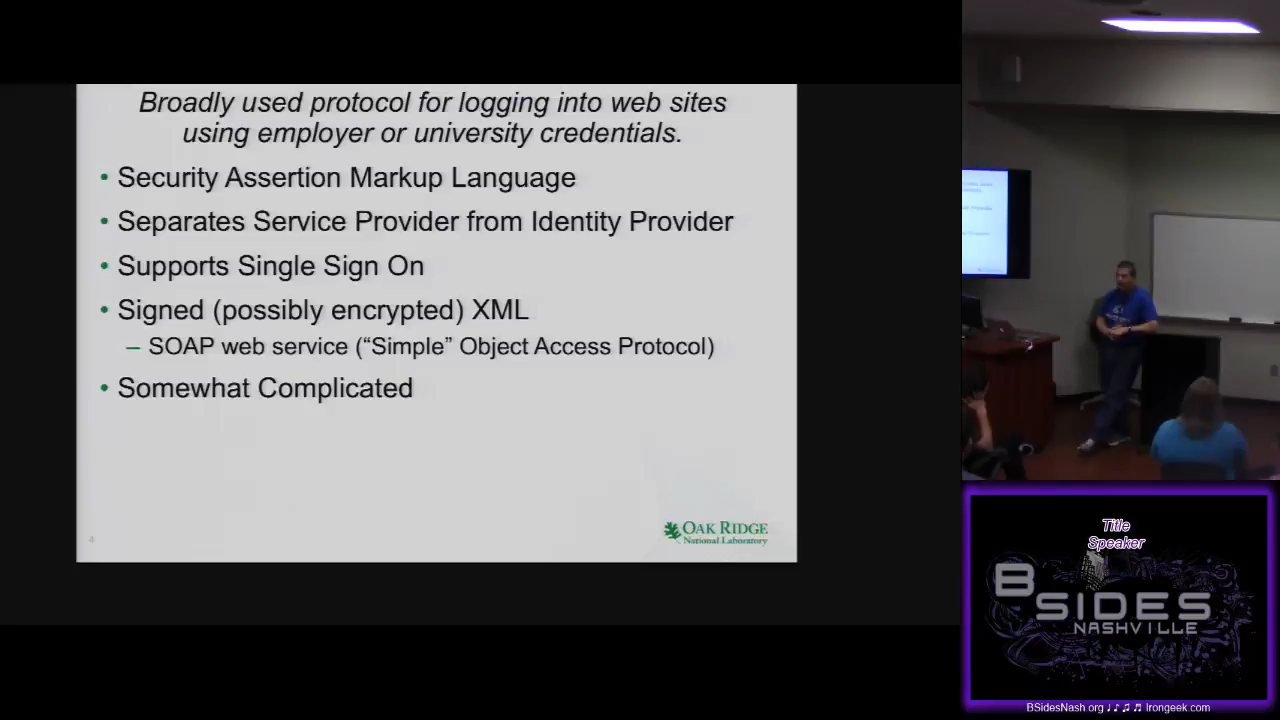 Broadly used protocol for logging into web sites
using employer or university credentials.
• Security Assertion Markup Language
• Separates Service Provider from Identity Provider
• Supports Single Sign On
• Signed (possibly encrypted) XML
– SOAP web service (“Simple” Object Access Protocol)
• Somewhat Complicated
4
OAK RIDGE
National Laboratory
Title
Speaker
BSIDES
NASHVILLE
BSidesNash.org ♩♪♫♬ Irongeek.com